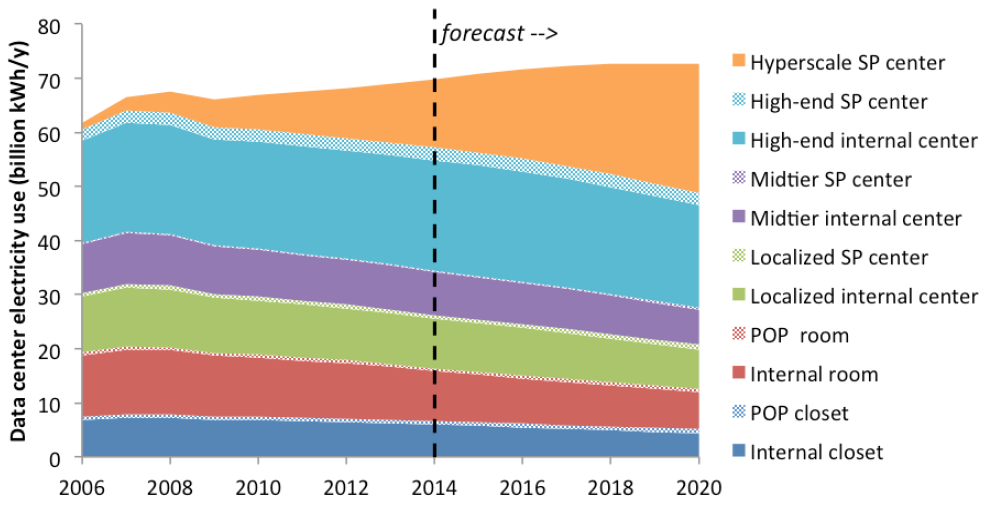 Data center electricity use (billion kWh/y)
80
70
60
50
40
30
20
10
0
forecast -->
2006
2008
2010
2012
2014
2016
2018
2020
Hyperscale SP center
High-end SP center
High-end internal center
Midtier SP center
Midtier internal center
Localized SP center
Localized internal center
POP room
Internal room
POP closet
Internal closet